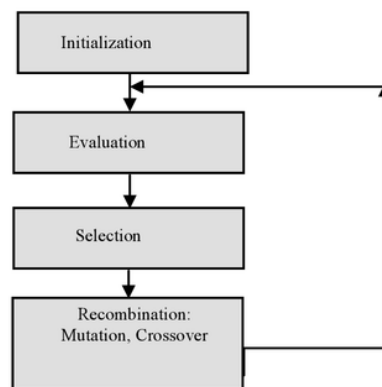 Initialization
Evaluation
Selection
Recombination:
Mutation, Crossover